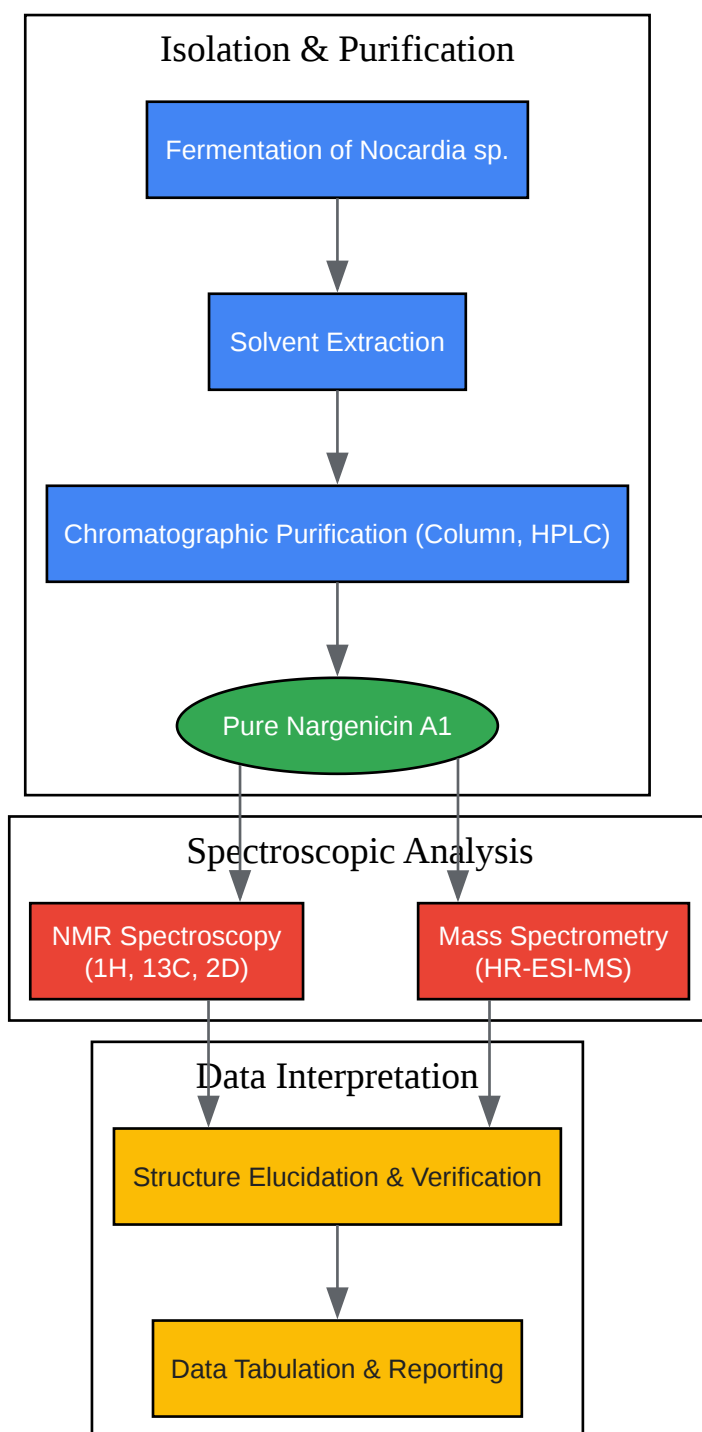 Isolation & Purification
Fermentation of Nocardia sp.
Solvent Extraction
Chromatographic Purification (Column, HPLC)
Pure Nargenicin A1
Spectroscopic Analysis
NMR Spectroscopy
(1H, 13C, 2D)
Mass Spectrometry
(HR-ESI-MS)
Data Interpretation
Structure Elucidation & Verification
Data Tabulation & Reporting